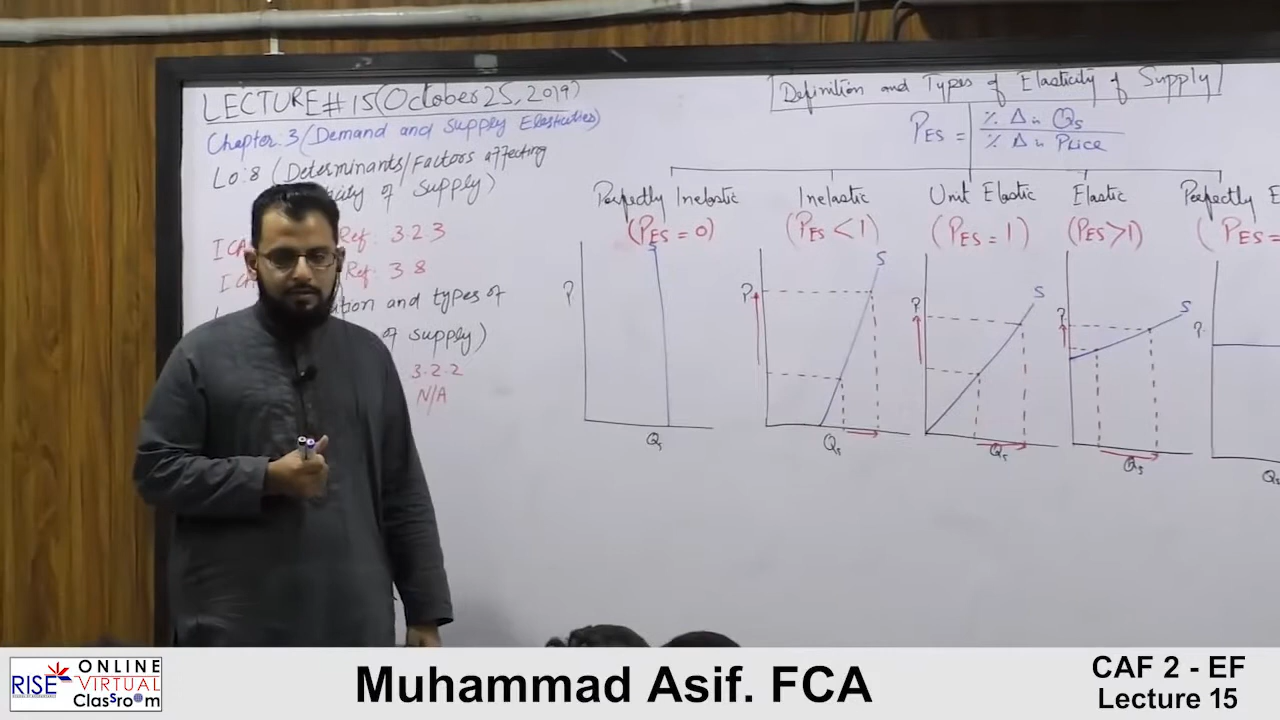 LECTURE#15(October 25, 2019)
Chapter:3(Demand and Supply Elasticities)
Lo:8 (Determinants/Factors affecting
of Supply)
Ref: 3 2 3
Ref: 3 8
and types of
of supply)
3.2.2
N/A
Definition and Types of Elasticity of Supply
PES = % Δ in Qs
% Δ in Price
Perfectly Inelastic Inelastic Unit Elastic Elastic Perfectly
(PES = 0) (PES < 1) (PES = 1) (PES>1) (PES=
S S S S
P P P P P
Qs Qs Qs Qs Qs
RISE ONLINE VIRTUAL Classroom
Muhammad Asif. FCA
CAF 2 - EF
Lecture 15